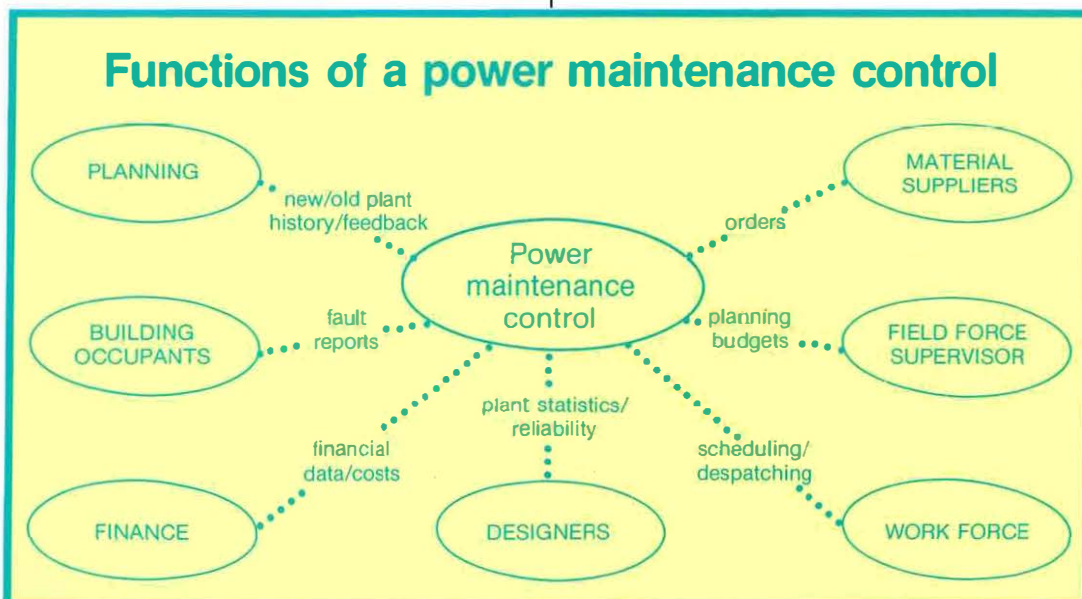 Functions of a power maintenance control
PLANNING
new/old plant
history/feedback
MATERIAL
SUPPLIERS
orders
Power
maintenance
control
BUILDING
OCCUPANTS
fault
reports
planning
budgets
FIELD FORCE
SUPERVISOR
plant statistics/
reliability
financial
data/costs
scheduling/
despatching
FINANCE
DESIGNERS
WORK FORCE